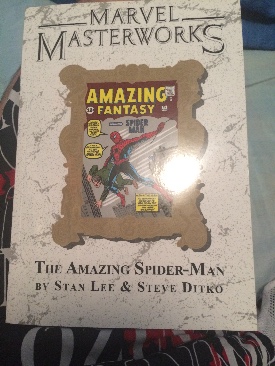 MARVEL
MASTERWORKS
AMAZING
FANTASY
SPIDER
MAN
THE AMAZING SPIDER-MAN
BY STAN LEE & STEVE DITKO